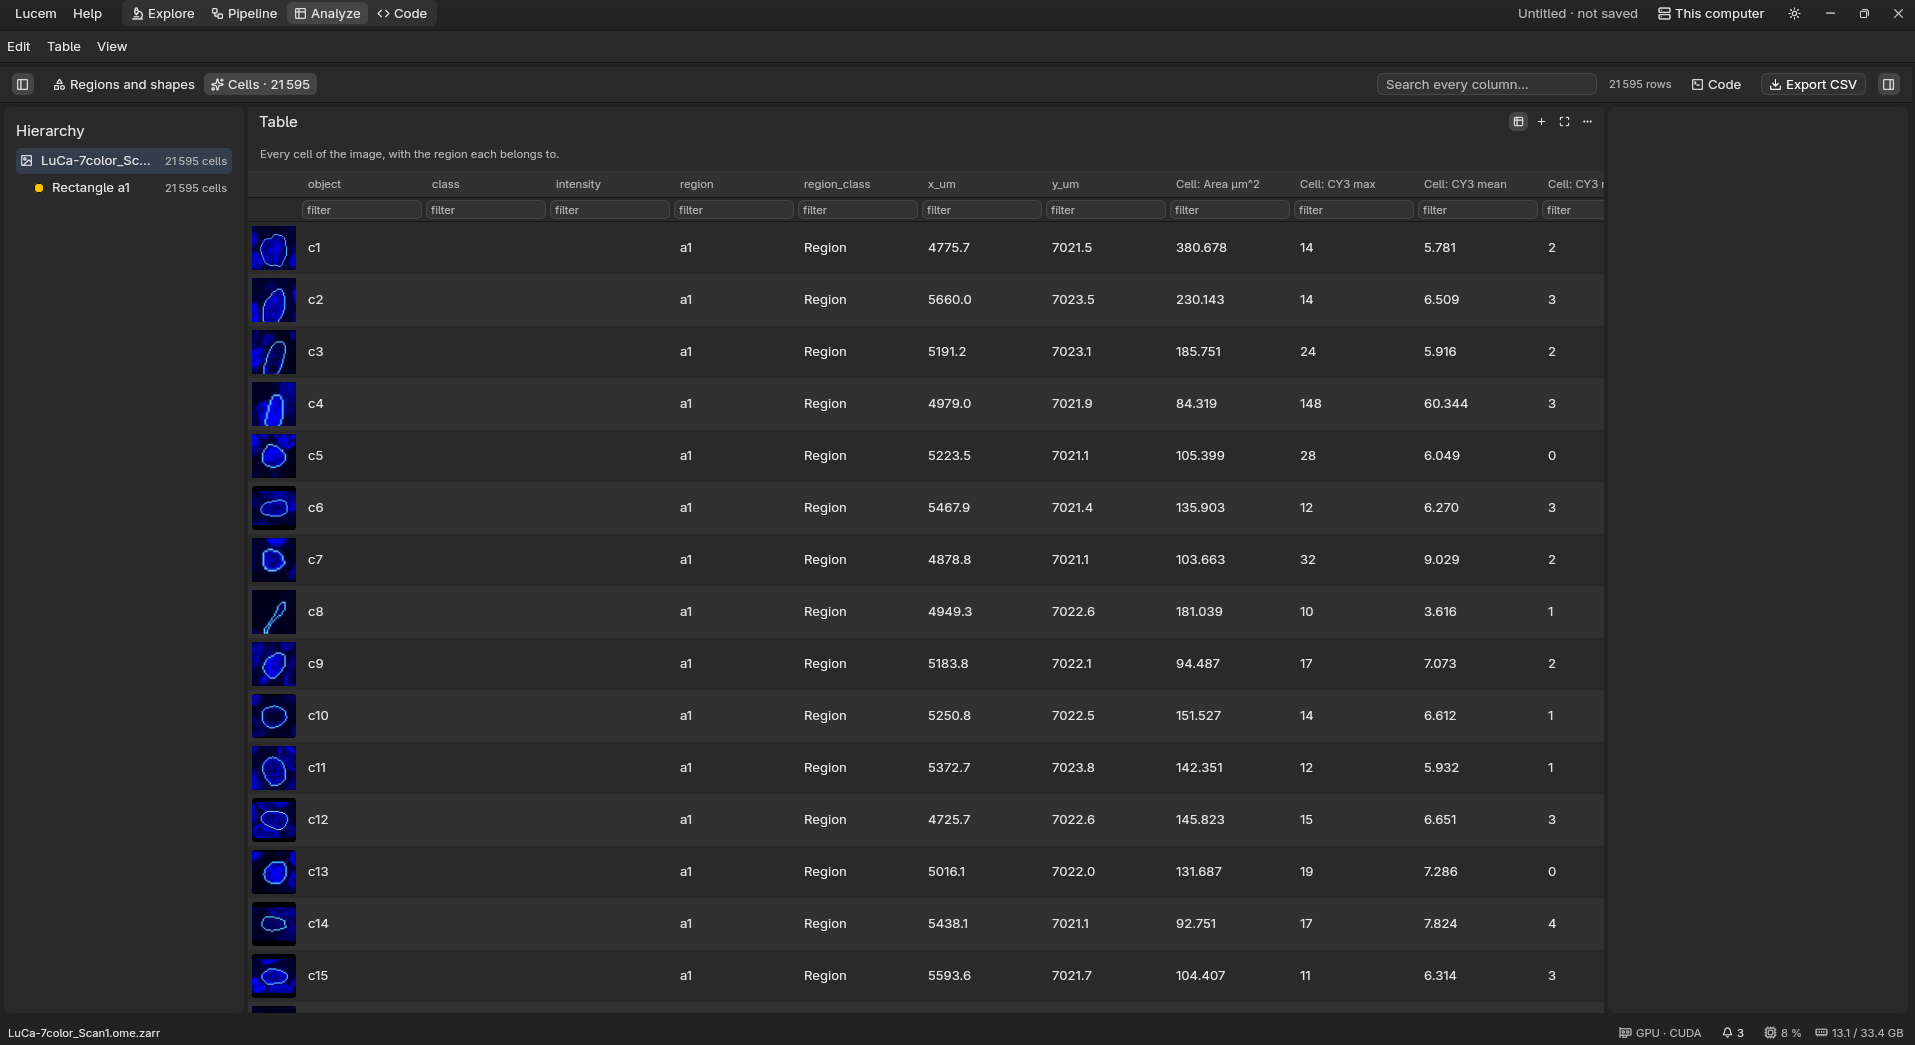 Lucem Help Explore Pipeline Analyze Code Untitled · not saved This computer
Edit Table View
Regions and shapes Cells · 21 595 Search every column... 21 595 rows Code Export CSV
Hierarchy
LuCa-7color_Sc... 21 595 cells
Rectangle a1 21 595 cells
Table
Every cell of the image, with the region each belongs to.
object class intensity region region_class x_um y_um Cell: Area µm^2 Cell: CY3 max Cell: CY3 mean Cell: CY3
filter filter filter filter filter filter filter filter filter filter filter
c1 a1 Region 4775.7 7021.5 380.678 14 5.781 2
c2 a1 Region 5660.0 7023.5 230.143 14 6.509 3
c3 a1 Region 5191.2 7023.1 185.751 24 5.916 2
c4 a1 Region 4979.0 7021.9 84.319 148 60.344 3
c5 a1 Region 5223.5 7021.1 105.399 28 6.049 0
c6 a1 Region 5467.9 7021.4 135.903 12 6.270 3
c7 a1 Region 4878.8 7021.1 103.663 32 9.029 2
c8 a1 Region 4949.3 7022.6 181.039 10 3.616 1
c9 a1 Region 5183.8 7022.1 94.487 17 7.073 2
c10 a1 Region 5250.8 7022.5 151.527 14 6.612 1
c11 a1 Region 5372.7 7023.8 142.351 12 5.932 1
c12 a1 Region 4725.7 7022.6 145.823 15 6.651 3
c13 a1 Region 5016.1 7022.0 131.687 19 7.286 0
c14 a1 Region 5438.1 7021.1 92.751 17 7.824 4
c15 a1 Region 5593.6 7021.7 104.407 11 6.314 3
LuCa-7color_Scan1.ome.zarr GPU · CUDA 3 8 % 13.1 / 33.4 GB